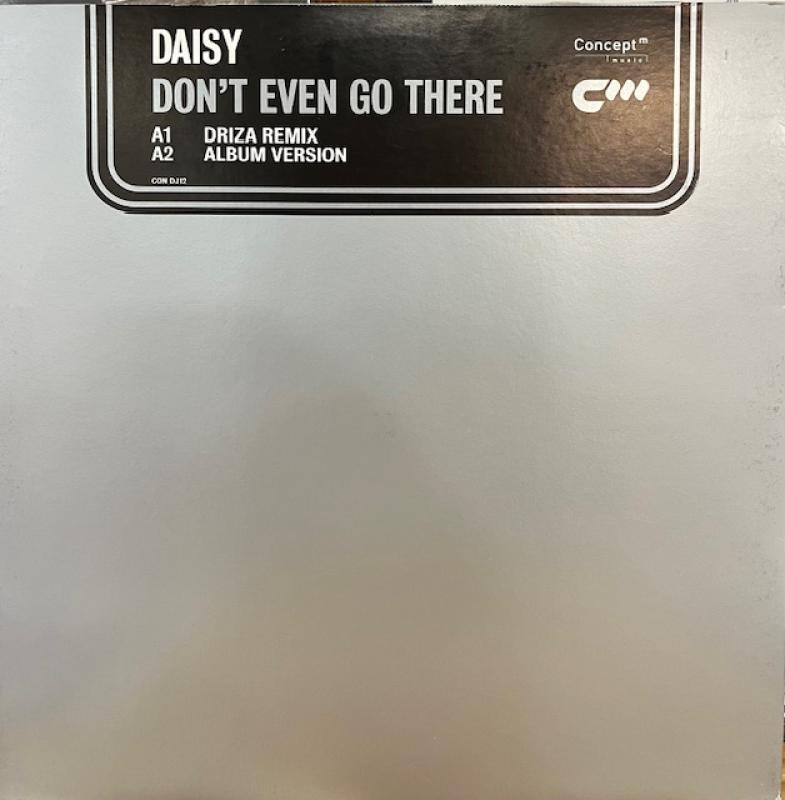 DAISY
DON'T EVEN GO THERE
A1 DRIZA REMIX
A2 ALBUM VERSION
CON DJ12
Concept m
music